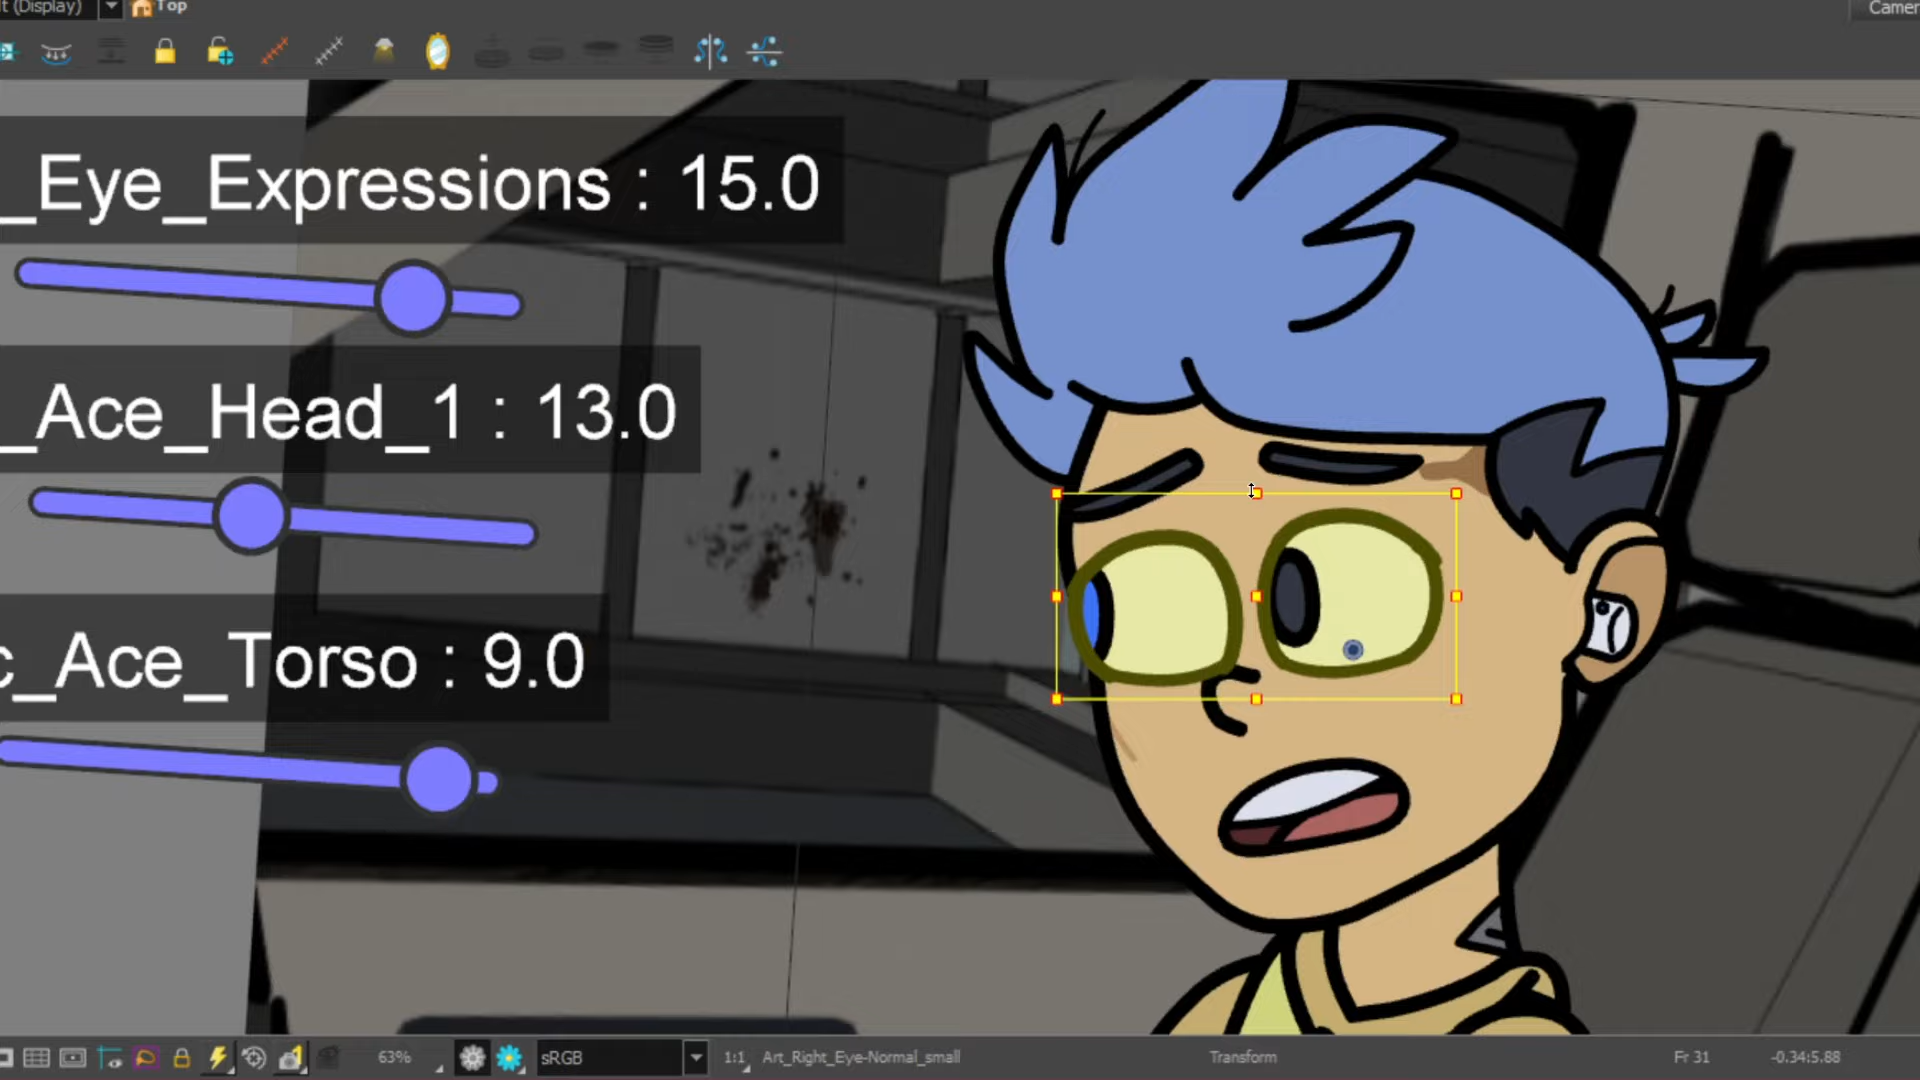 lt (Display)
Top
Camer
_Eye_Expressions : 15.0
_Ace_Head_1 : 13.0
c_Ace_Torso : 9.0
63%
sRGB
1:1
Art_Right_Eye-Normal_small
Transform
Fr 31
-0.34:5.88